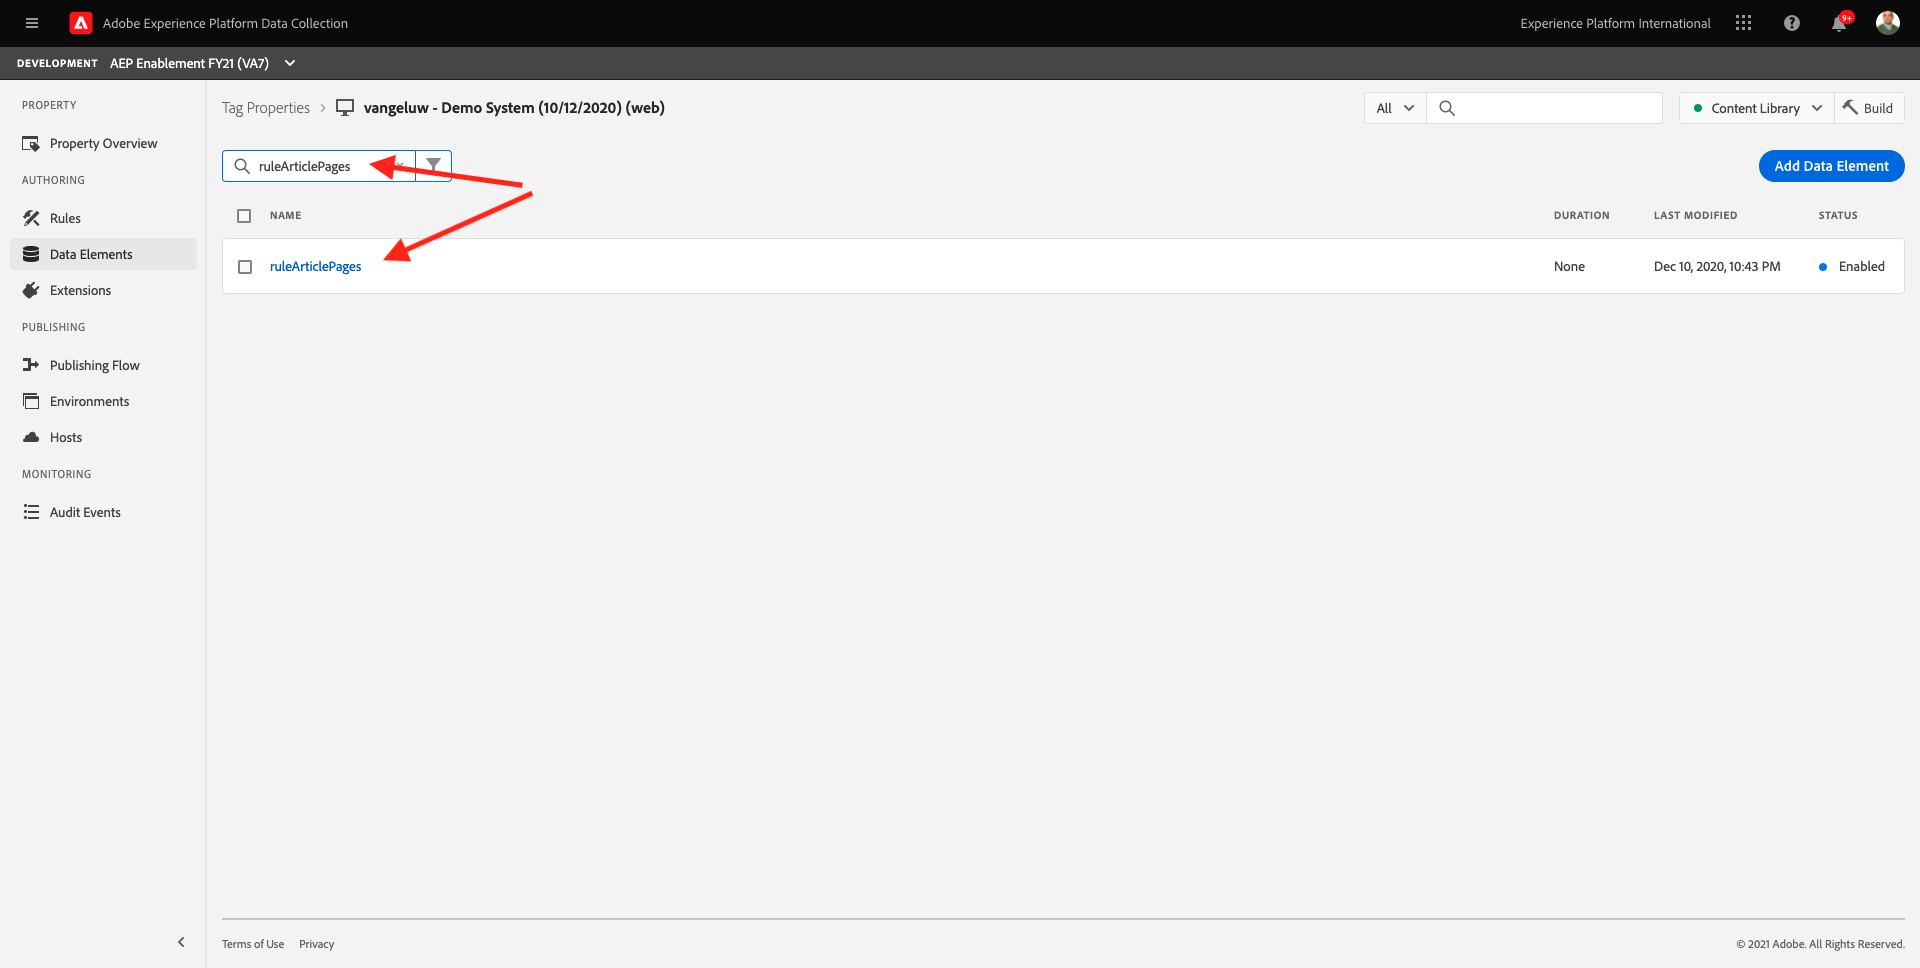 Adobe Experience Platform Data Collection
Experience Platform International
9+
DEVELOPMENT AEP Enablement FY21 (VA7)
PROPERTY
Property Overview
AUTHORING
Rules
Data Elements
Extensions
PUBLISHING
Publishing Flow
Environments
Hosts
MONITORING
Audit Events
Tag Properties > vangeluw - Demo System (10/12/2020) (web)
All
Content Library
Build
ruleArticlePages
Add Data Element
NAME DURATION LAST MODIFIED STATUS
ruleArticlePages None Dec 10, 2020, 10:43 PM Enabled
Terms of Use Privacy
© 2021 Adobe. All Rights Reserved.